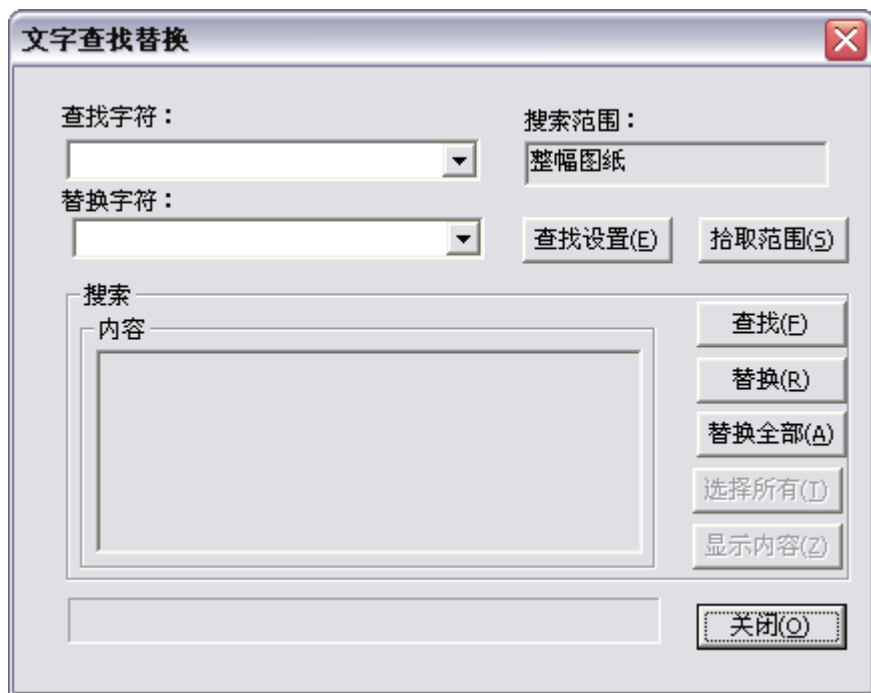 文字查找替换
查找字符：
搜索范围：
整幅图纸
替换字符：
查找设置(E)
拾取范围(S)
搜索
内容
查找(F)
替换(R)
替换全部(A)
选择所有(T)
显示内容(Z)
关闭(O)